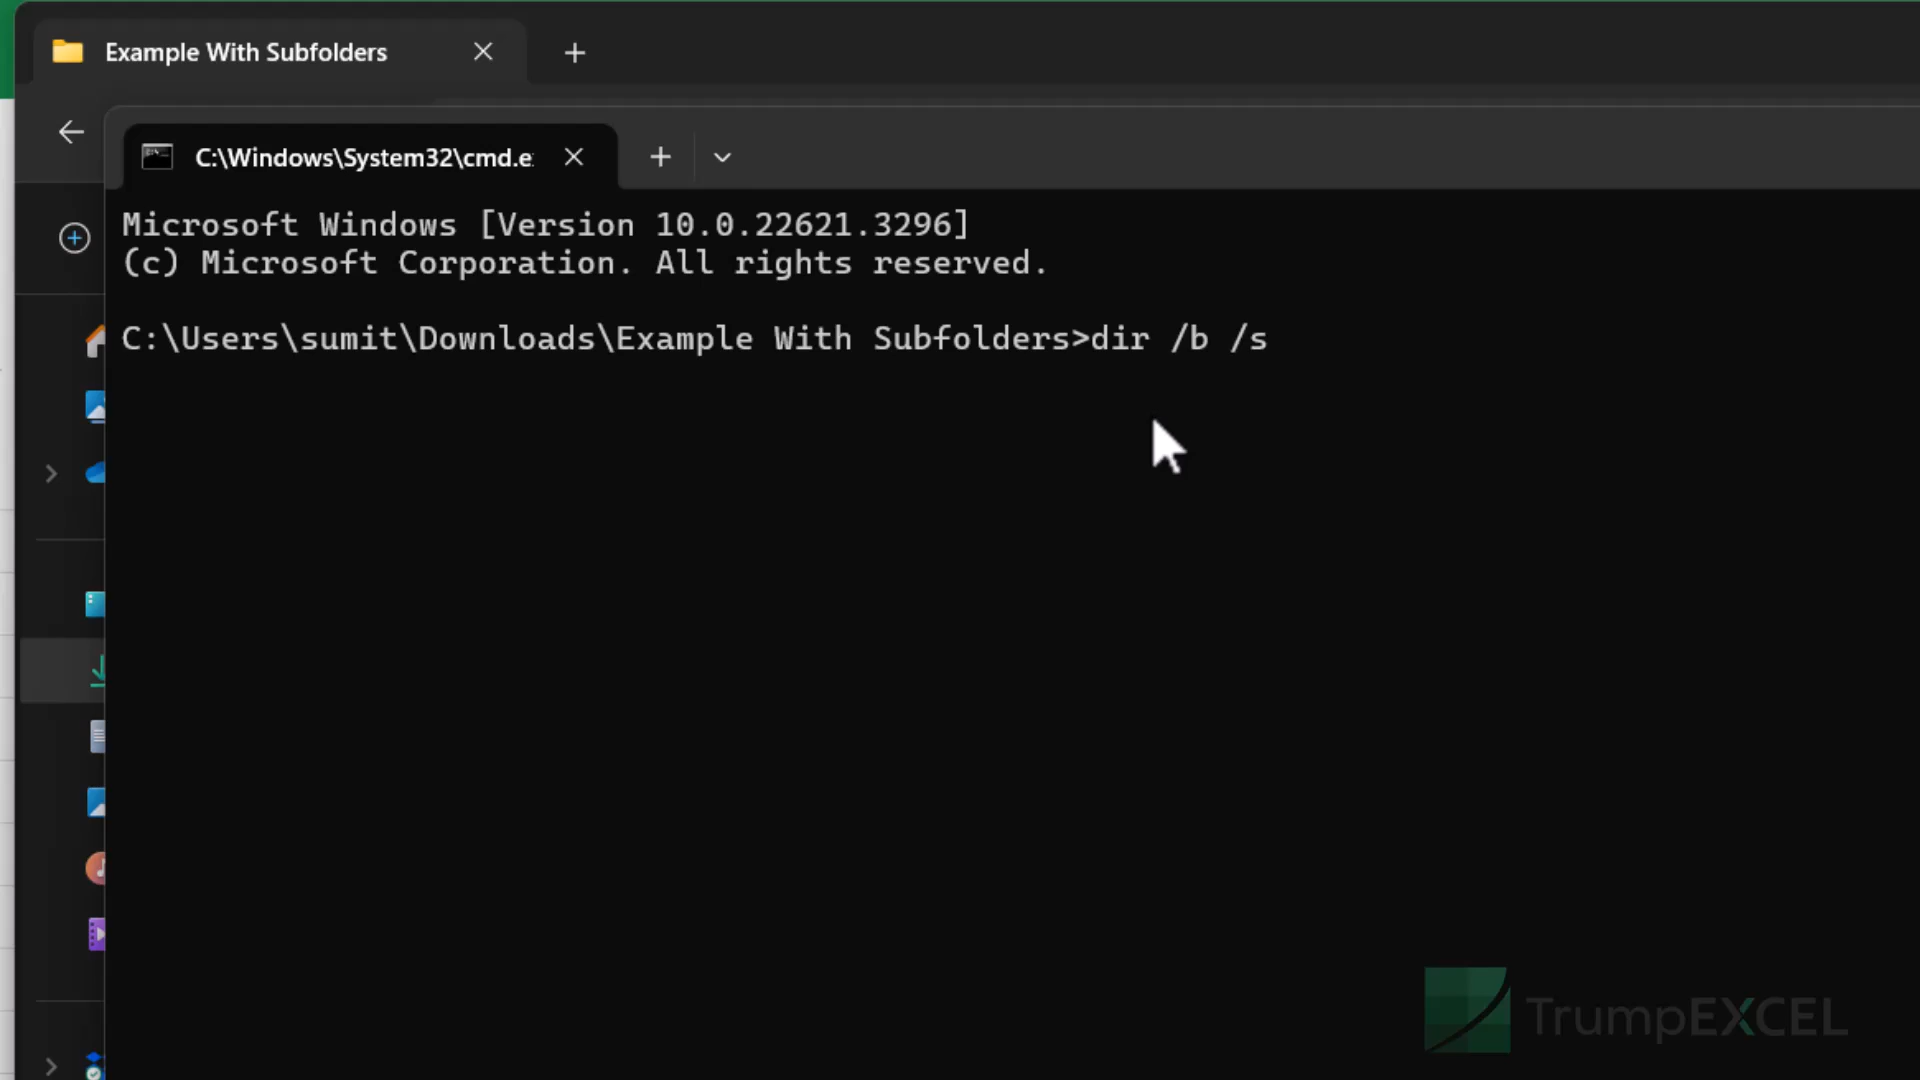 Example With Subfolders
C:\Windows\System32\cmd.e
Microsoft Windows [Version 10.0.22621.3296]
(c) Microsoft Corporation. All rights reserved.
C:\Users\sumit\Downloads\Example With Subfolders>dir /b /s
TrumpEXCEL